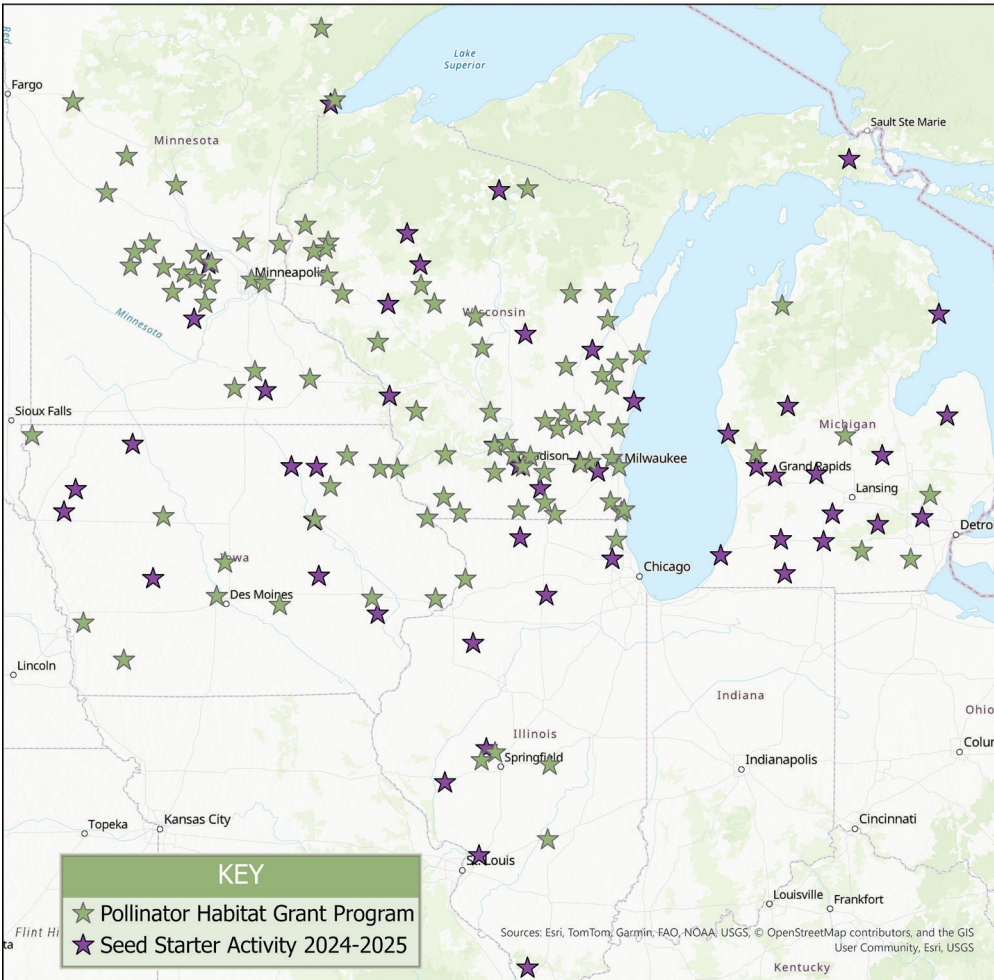 Red
Lake
Superior
Fargo
Sault Ste Marie
Minnesota
Minneapolis
Wisconsin
Minnesota
Sioux Falls
Michigan
adison
Milwaukee
Grand Rapids
Lansing
Detro
Chicago
Iowa
Des Moines
Lincoln
Indiana
Ohio
Illinois
Springfield
Indianapolis
Colur
Topeka
Kansas City
Cincinnati
St. Louis
KEY
Pollinator Habitat Grant Program
Seed Starter Activity 2024-2025
Louisville
Frankfort
Flint Hi
ta
Sources: Esri, TomTom, Garmin, FAO, NOAA, USGS, © OpenStreetMap contributors, and the GIS
User Community, Esri, USGS
Kentucky